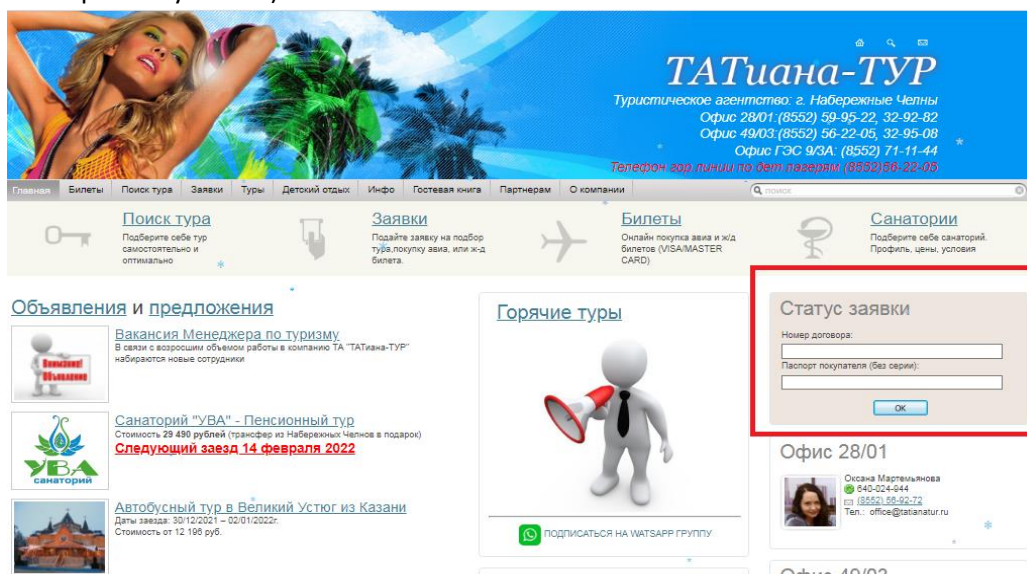 ТАТиана-ТУР
Туристическое агентство: г. Набережные Челны
Офис 28/01:(8552) 59-95-22, 32-92-82
Офис 49/03:(8552) 56-22-05, 32-95-08
Офис ГЭС 9/3А: (8552) 71-11-44
Телефон гор.линии по дет лагерям (8552)56-22-05
Главная Билеты Поиск тура Заявки Туры Детский отдых Инфо Гостевая книга Партнерам О компании поиск
Поиск тура
Подберите себе тур
самостоятельно и
оптимально
Заявки
Подайте заявку на подбор
тура,покупку авиа, или ж-д
билета.
Билеты
Онлайн покупка авиа и ж/д
билетов (VISA/MASTER
CARD)
Санатории
Подберите себе санаторий.
Профиль, цены, условия
Объявления и предложения
Внимание!
Объявление
Вакансия Менеджера по туризму
В связи с возросшим объемом работы в компанию ТА "ТАТиана-ТУР"
набираются новые сотрудники
УВА
санаторий
Санаторий "УВА" - Пенсионный тур
Стоимость 29 490 рублей (трансфер из Набережных Челнов в подарок)
Следующий заезд 14 февраля 2022
Автобусный тур в Великий Устюг из Казани
Даты заезда: 30/12/2021 – 02/01/2022г.
Стоимость от 12 196 руб.
Горячие туры
ПОДПИСАТЬСЯ НА WATSAPP ГРУППУ
Статус заявки
Номер договора:
Паспорт покупателя (без серии):
ОК
Офис 28/01
Оксана Мартемьянова
640-024-944
(8552) 56-92-72
Тел.: office@tatianatur.ru